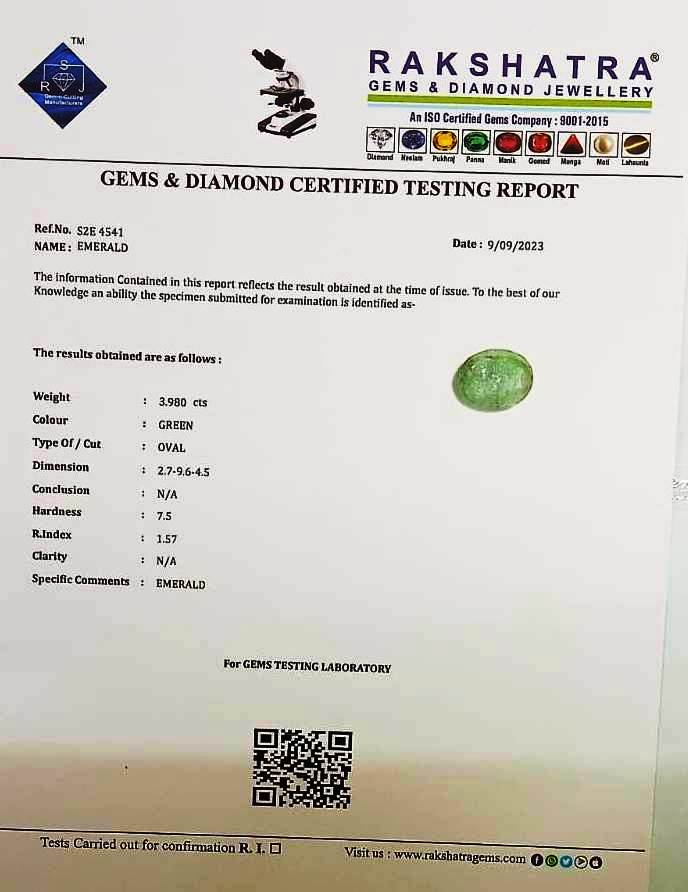 TM
S
R J
Gem-n-Cutting
Manufacturers
RAKSHATRA®
GEMS & DIAMOND JEWELLERY
An ISO Certified Gems Company : 9001-2015
Diamond Neelam Pukhraj Panna Manik Gomed Munga Moti Lahsunia
GEMS & DIAMOND CERTIFIED TESTING REPORT
Ref.No. S2E 4541
NAME : EMERALD
Date : 9/09/2023
The information Contained in this report reflects the result obtained at the time of issue. To the best of our
Knowledge an ability the specimen submitted for examination is identified as-
The results obtained are as follows :
Weight : 3.980 cts
Colour : GREEN
Type Of / Cut : OVAL
Dimension : 2.7-9.6-4.5
Conclusion : N/A
Hardness : 7.5
R.Index : 1.57
Clarity : N/A
Specific Comments : EMERALD
For GEMS TESTING LABORATORY
Tests Carried out for confirmation R. I. ☐
Visit us : www.rakshatragems.com